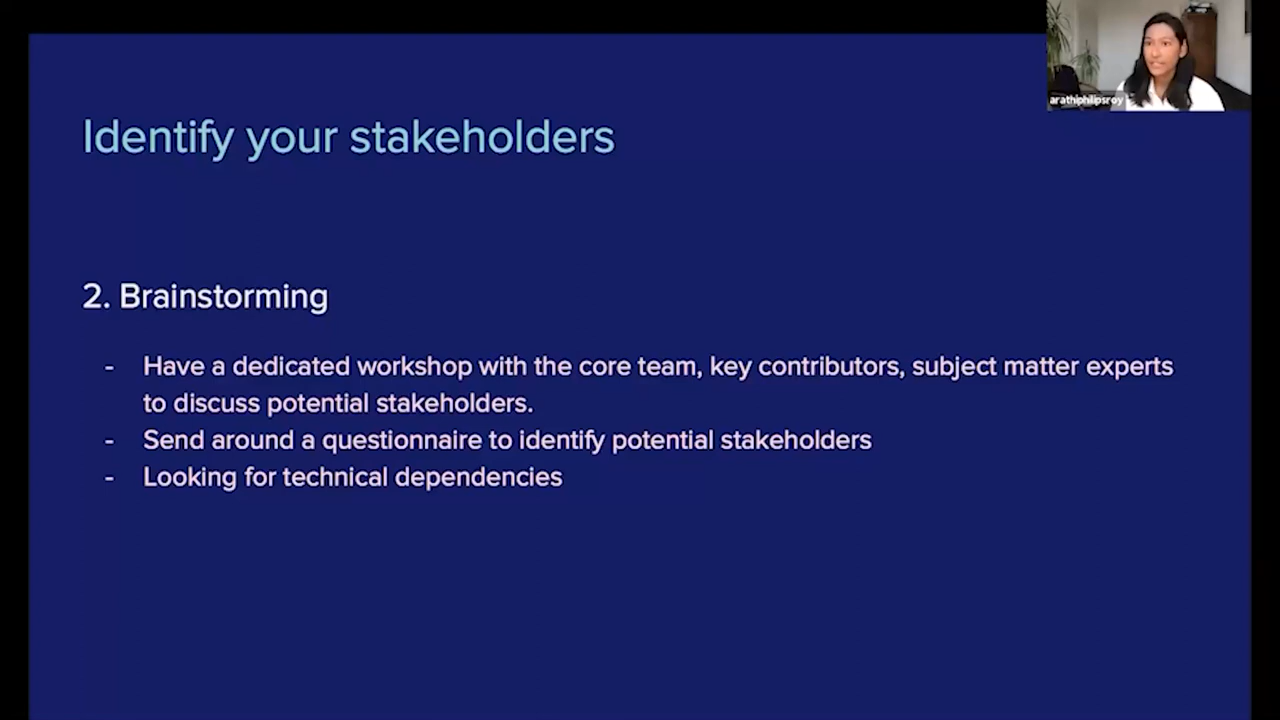 arathiphilipsroy
Identify your stakeholders
2. Brainstorming
- Have a dedicated workshop with the core team, key contributors, subject matter experts
to discuss potential stakeholders.
- Send around a questionnaire to identify potential stakeholders
- Looking for technical dependencies